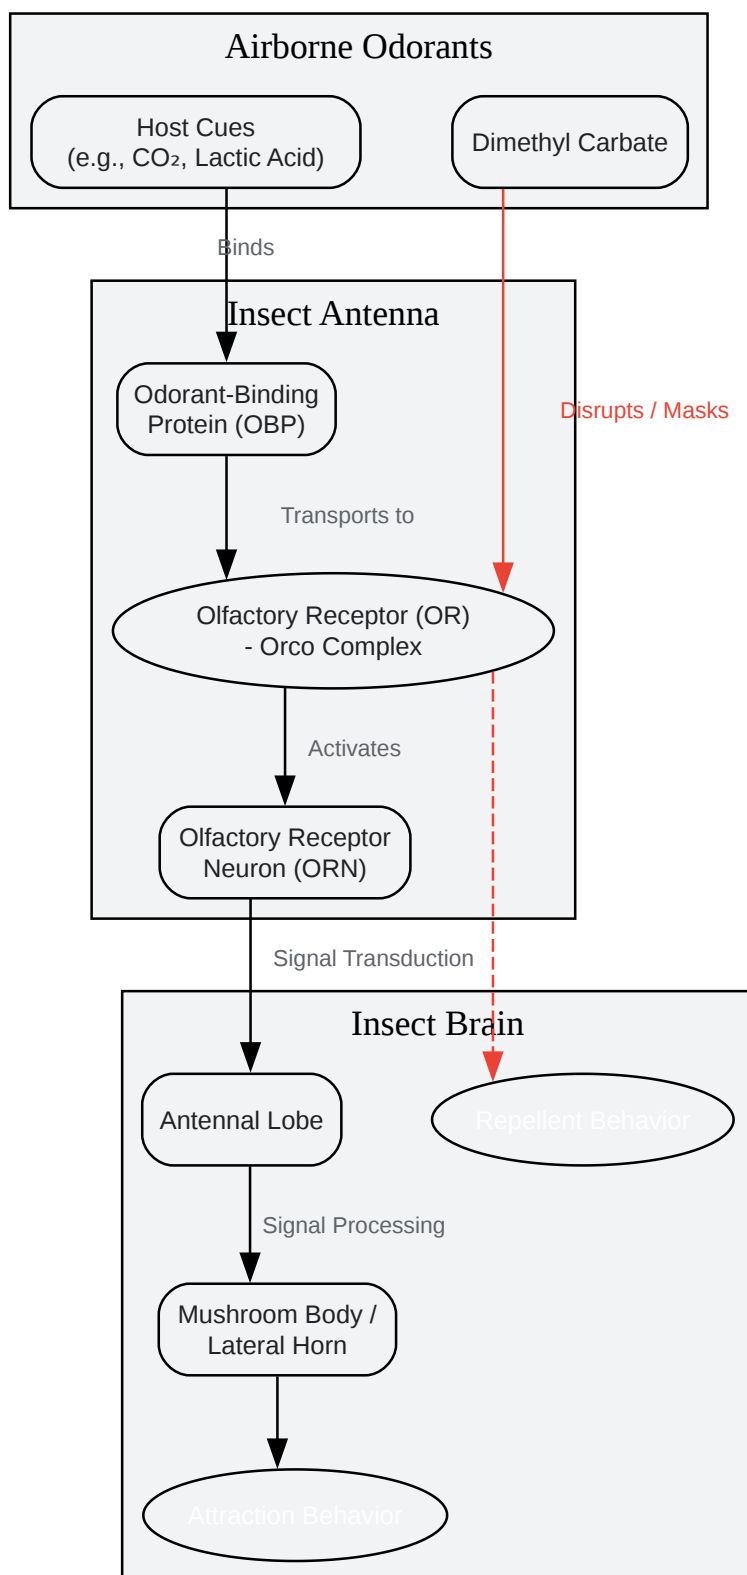 Airborne Odorants
Host Cues
(e.g., CO₂, Lactic Acid)
Dimethyl Carbate
Binds
Insect Antenna
Odorant-Binding
Protein (OBP)
Disrupts / Masks
Transports to
Olfactory Receptor (OR)
- Orco Complex
Activates
Olfactory Receptor
Neuron (ORN)
Signal Transduction
Insect Brain
Antennal Lobe
Repellent Behavior
Signal Processing
Mushroom Body /
Lateral Horn
Attraction Behavior